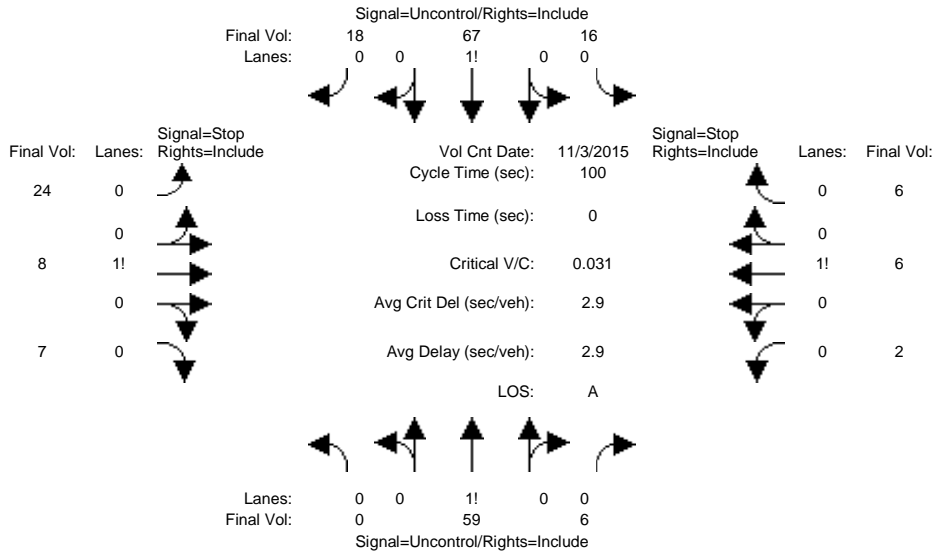 Signal=Uncontrol/Rights=Include
Final Vol: 18 67 16
Lanes: 0 0 1! 0 0
Signal=Stop Signal=Stop
Final Vol: Lanes: Rights=Include Vol Cnt Date: 11/3/2015 Rights=Include Lanes: Final Vol:
Cycle Time (sec): 100
24 0 0 6
Loss Time (sec): 0
0 0
8 1! Critical V/C: 0.031 1! 6
0 Avg Crit Del (sec/veh): 2.9 0
7 0 Avg Delay (sec/veh): 2.9 0 2
LOS: A
Lanes: 0 0 1! 0 0
Final Vol: 0 59 6
Signal=Uncontrol/Rights=Include